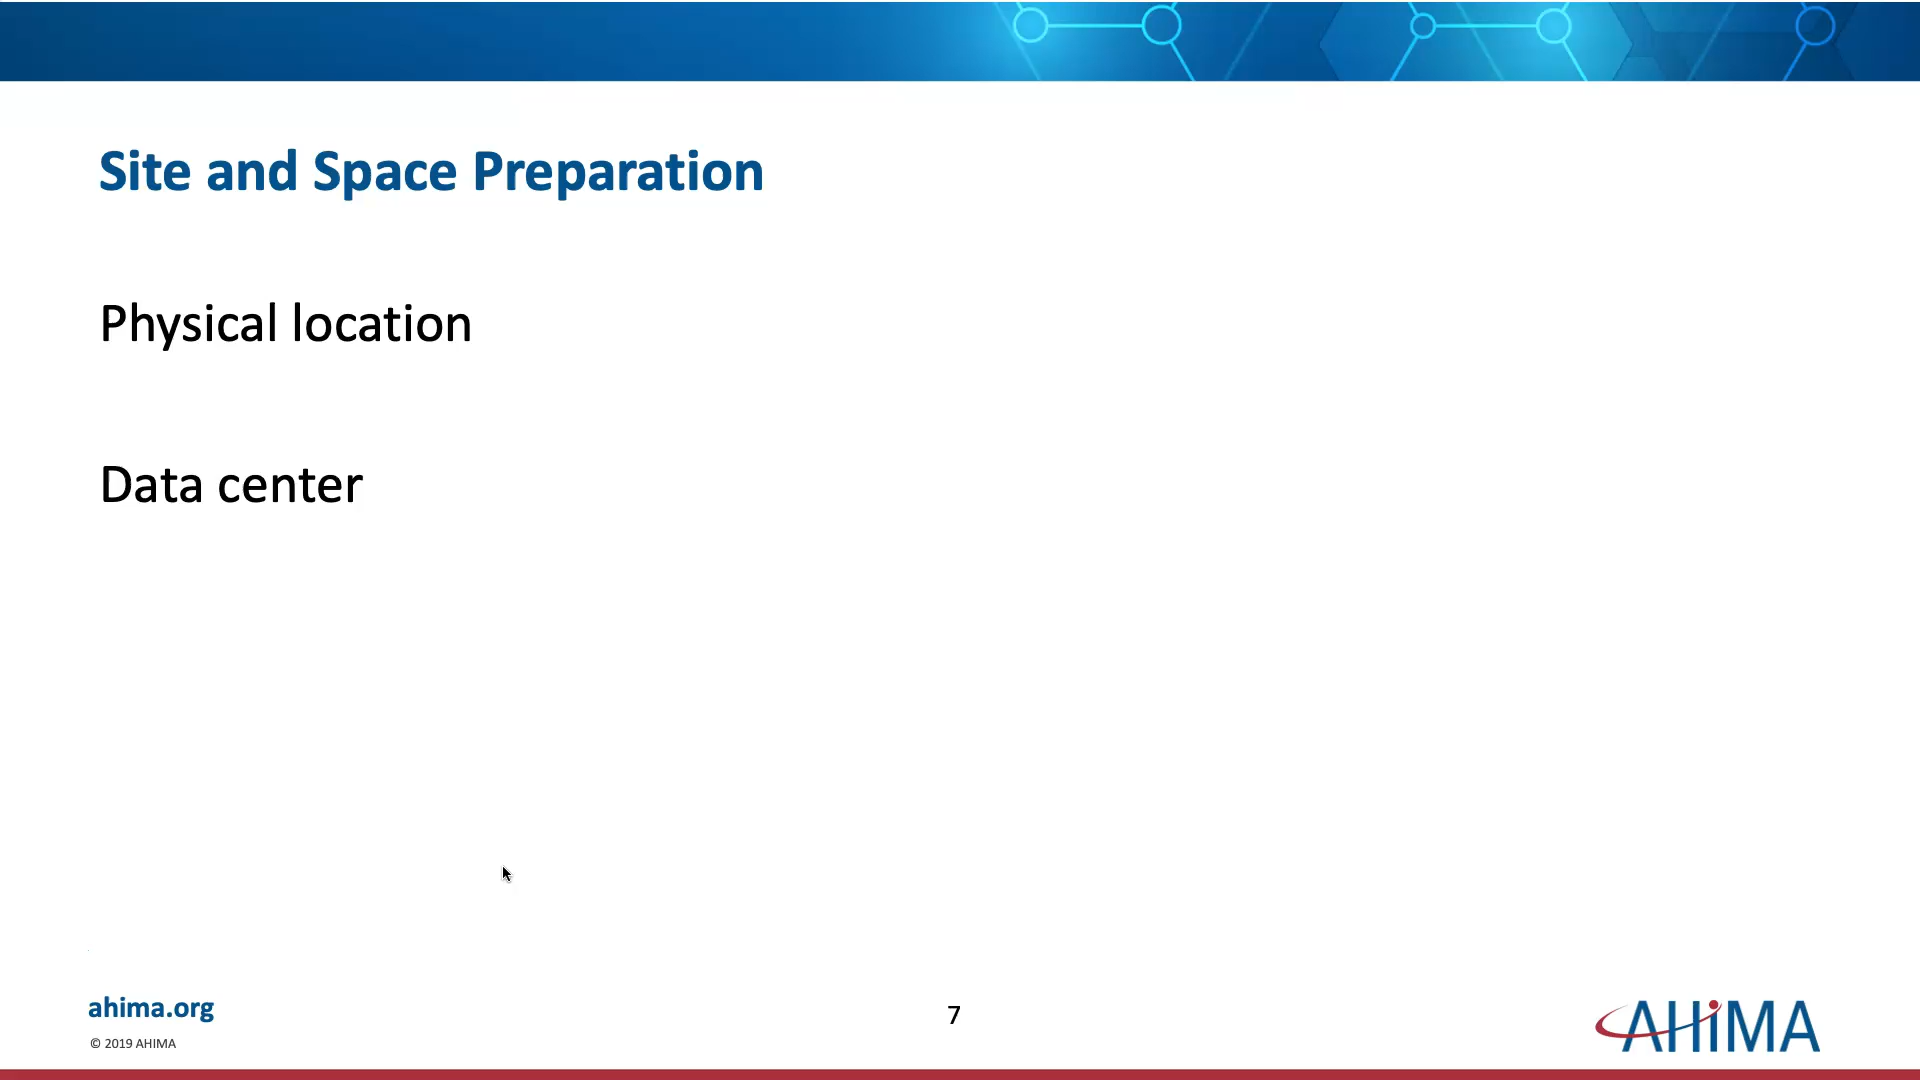 Site and Space Preparation
Physical location
Data center
ahima.org
7
© 2019 AHIMA
AHIMA